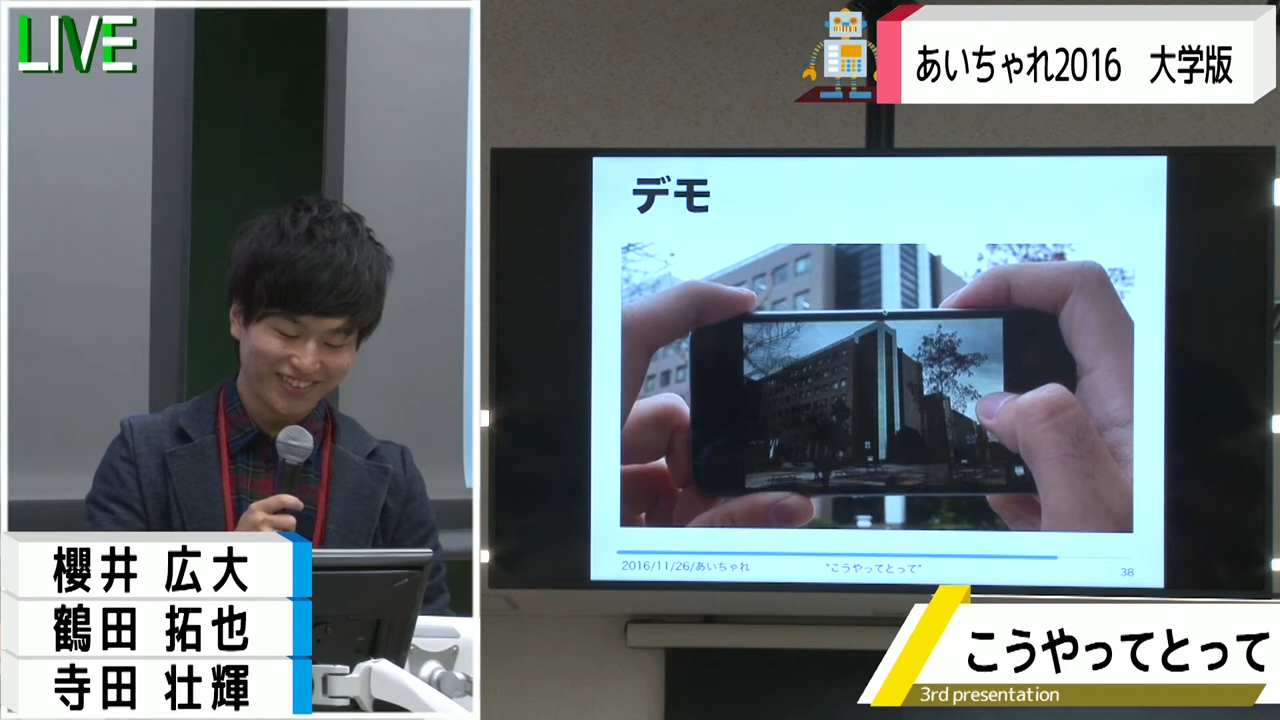 LIVE
あいちゃれ2016　大学版
デモ
2016/11/26/あいちゃれ
"こうやってとって"
38
櫻井 広大
鶴田 拓也
寺田 壮輝
こうやってとって
3rd presentation